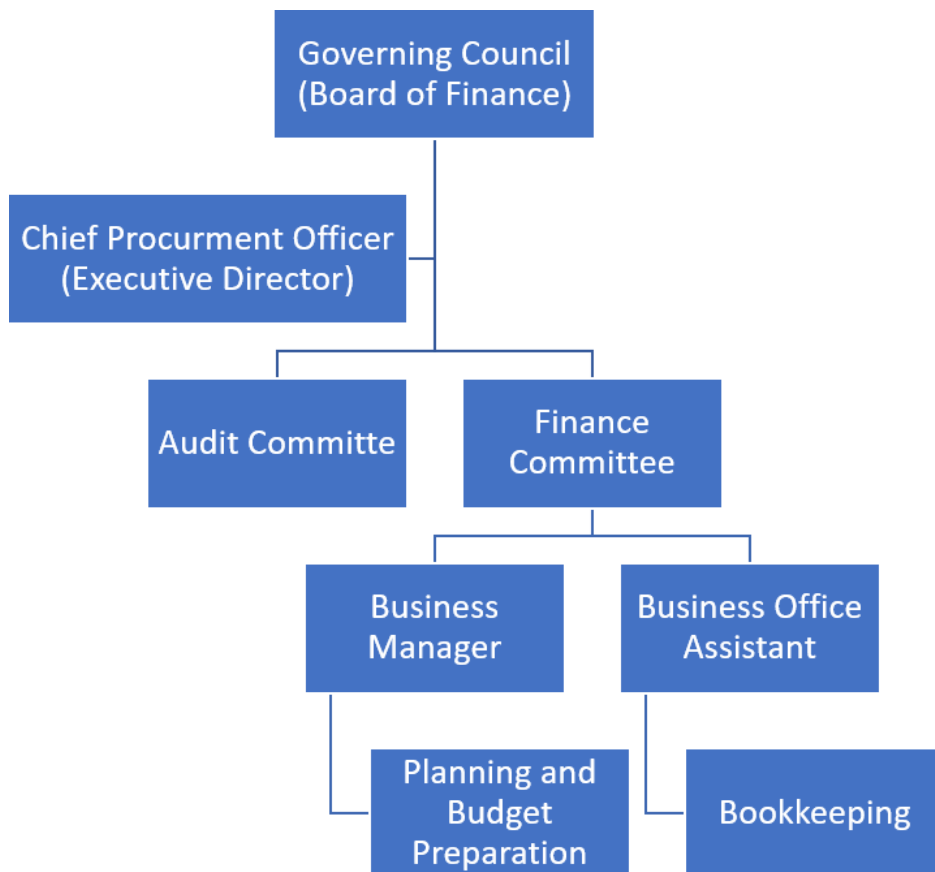 Governing Council
(Board of Finance)
Chief Procurment Officer
(Executive Director)
Audit Committe
Finance
Committee
Business
Manager
Business Office
Assistant
Planning and
Budget
Preparation
Bookkeeping